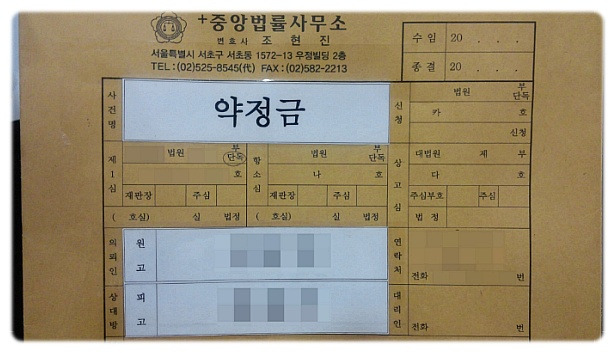 +중앙법률사무소
변호사 조현진
서울특별시 서초구 서초동 1572-13 우정빌딩 2층
TEL:(02)525-8545(代) FAX:(02)582-2213
수임 20 . . .
종결 20 . . .
사건명 약정금
신청 법원 부 단독
카 호
신청
제1심 법원 부 단독
호
재판장 주심
( 호실) 실 법정
항소심 법원 부 단독
나 호
재판장 주심
( 호실) 실 법정
상고심 대법원 제 부
다 호
주심부호 주심
법정
의뢰인 원고
연락처 전화 번
상대방 피고
대리인 전화 번